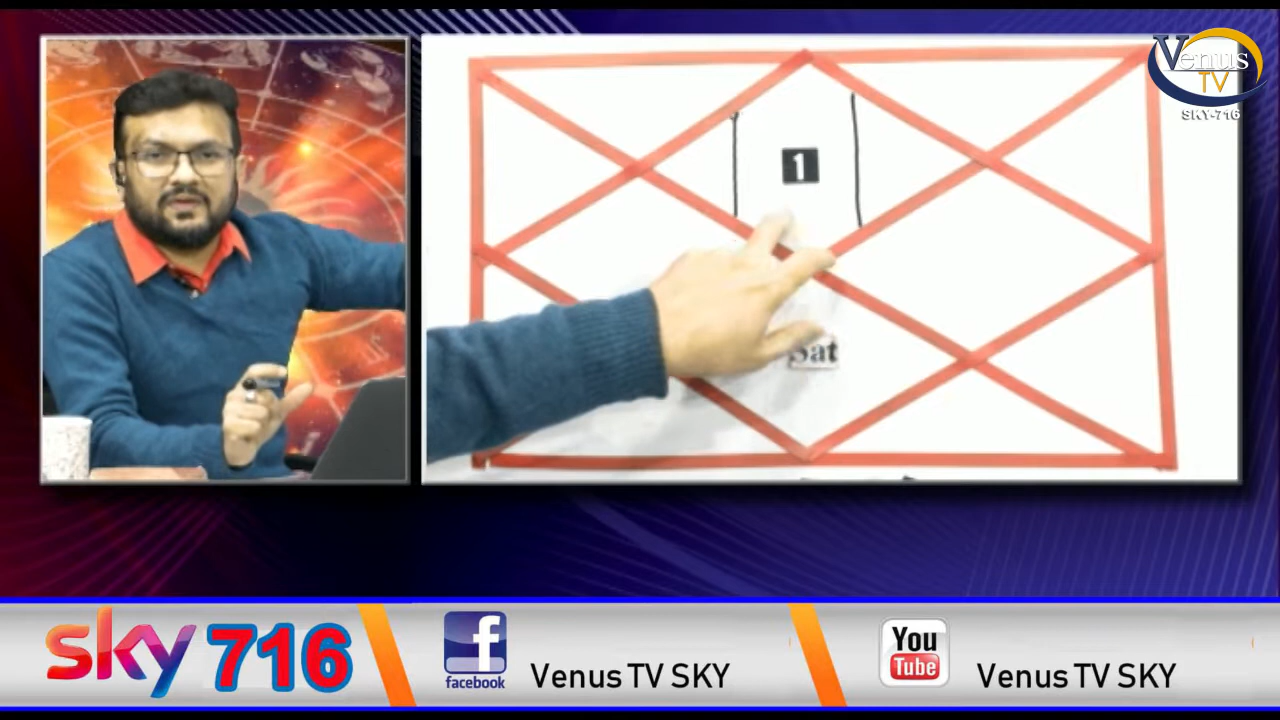 Venus
TV
SKY-716
1
Sat
sky 716
f
facebook
Venus TV SKY
You
Tube
Venus TV SKY